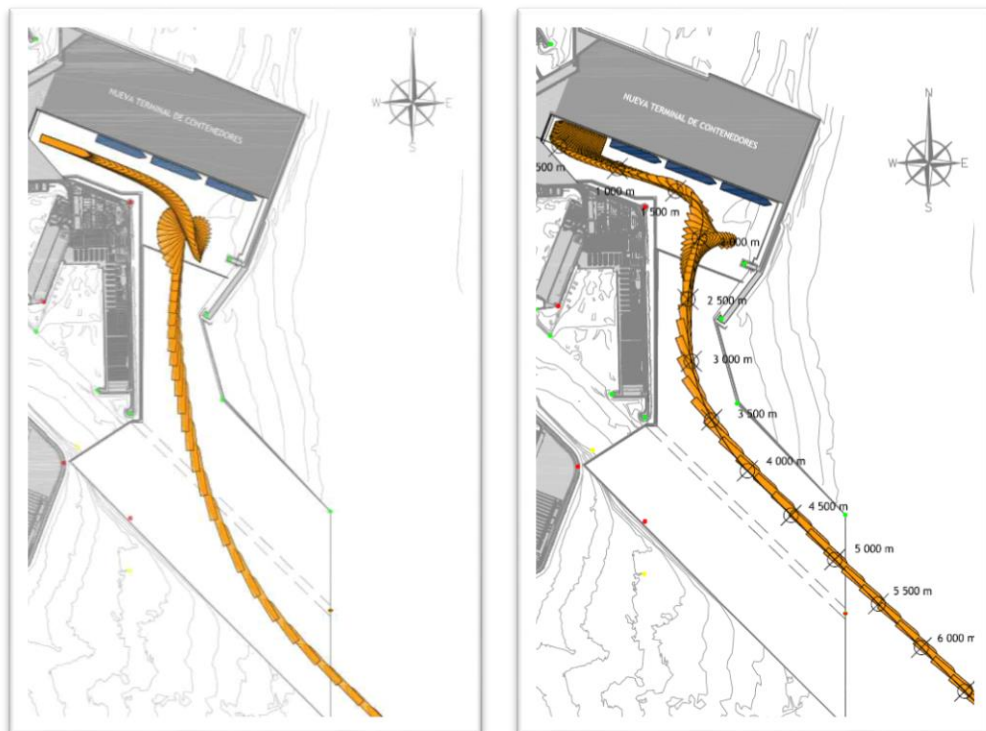 N
W E
S
NUEVA TERMINAL DE CONTENEDORES
N
W E
S
NUEVA TERMINAL DE CONTENEDORES
500 m
1 000 m
1 500 m
2 000 m
2 500 m
3 000 m
3 500 m
4 000 m
4 500 m
5 000 m
5 500 m
6 000 m